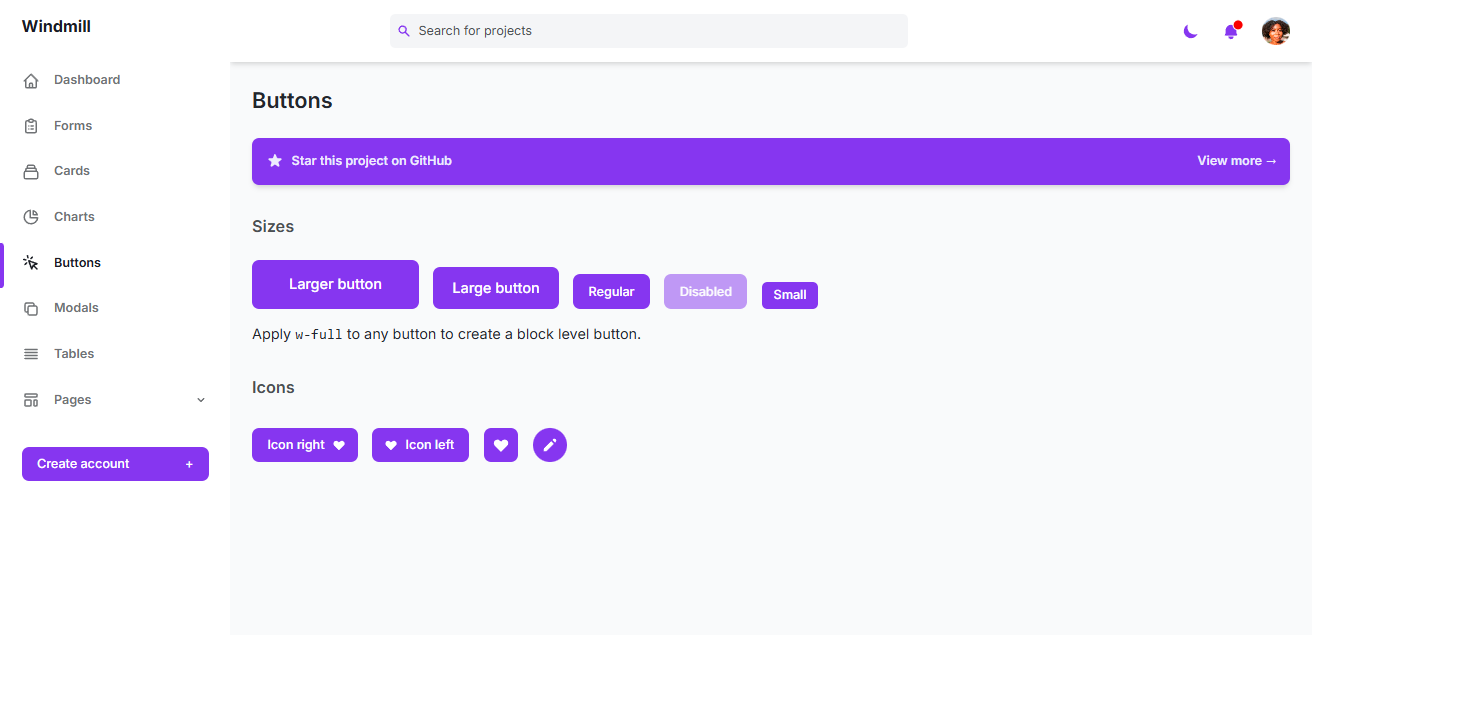 Windmill
Search for projects
Dashboard
Forms
Cards
Charts
Buttons
Modals
Tables
Pages
Create account +
Buttons
Star this project on GitHub View more →
Sizes
Larger button Large button Regular Disabled Small
Apply w-full to any button to create a block level button.
Icons
Icon right Icon left